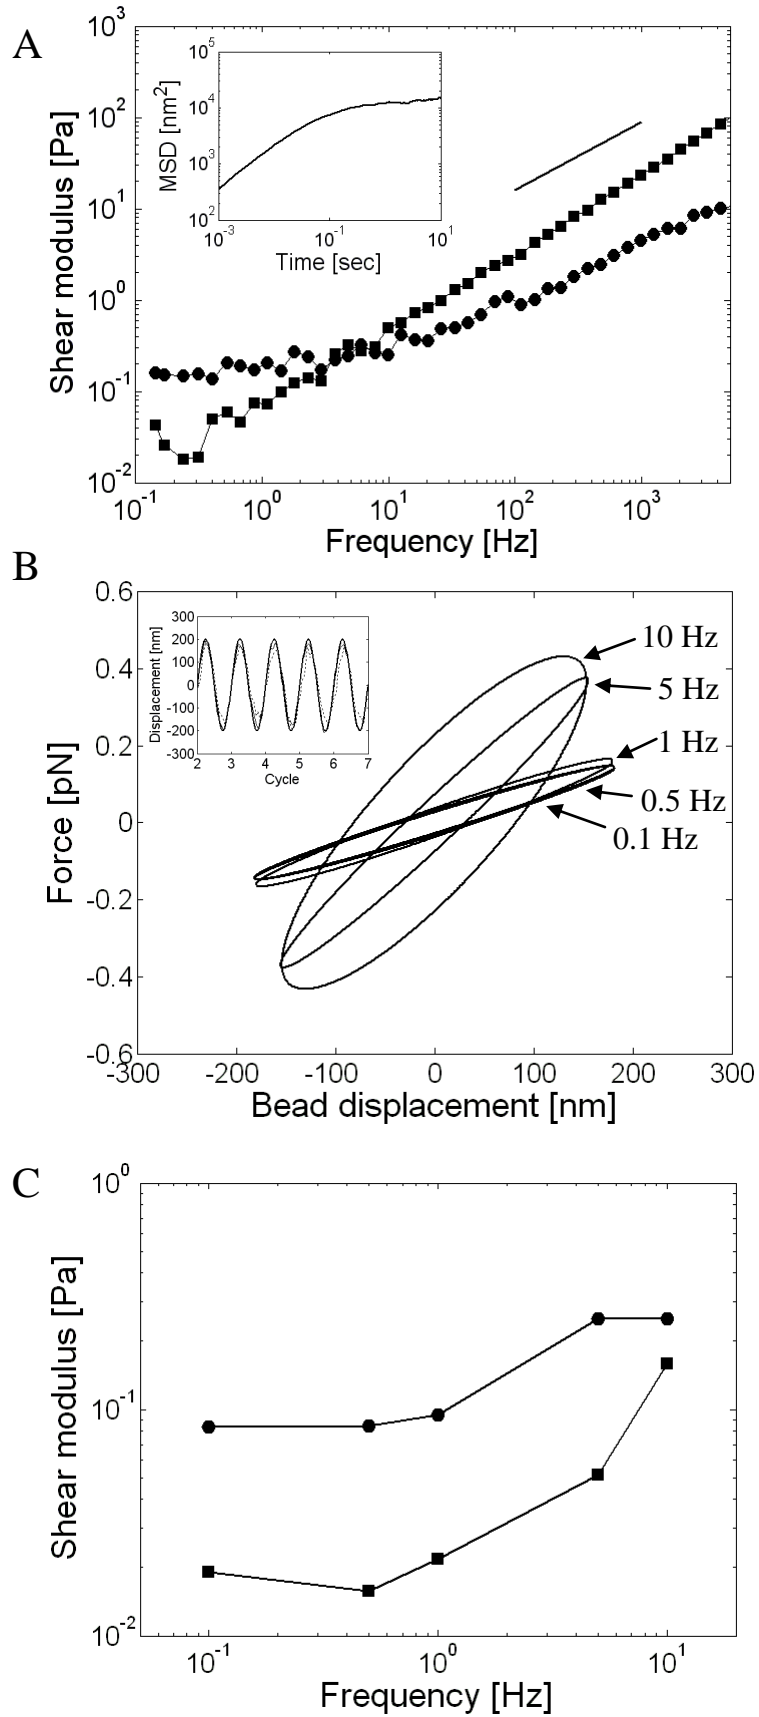 A
Shear modulus [Pa]
10^3
10^2
10^1
10^0
10^-1
10^-2
10^-1
10^0
10^1
10^2
10^3
Frequency [Hz]
MSD [nm^2]
10^5
10^4
10^3
10^2
10^-3
10^-1
10^1
Time [sec]
B
Force [pN]
0.6
0.4
0.2
0
-0.2
-0.4
-0.6
-300
-200
-100
0
100
200
300
Bead displacement [nm]
Displacement [nm]
300
200
100
0
-100
-200
-300
2
3
4
5
6
7
Cycle
10 Hz
5 Hz
1 Hz
0.5 Hz
0.1 Hz
C
Shear modulus [Pa]
10^0
10^-1
10^-2
10^-1
10^0
10^1
Frequency [Hz]